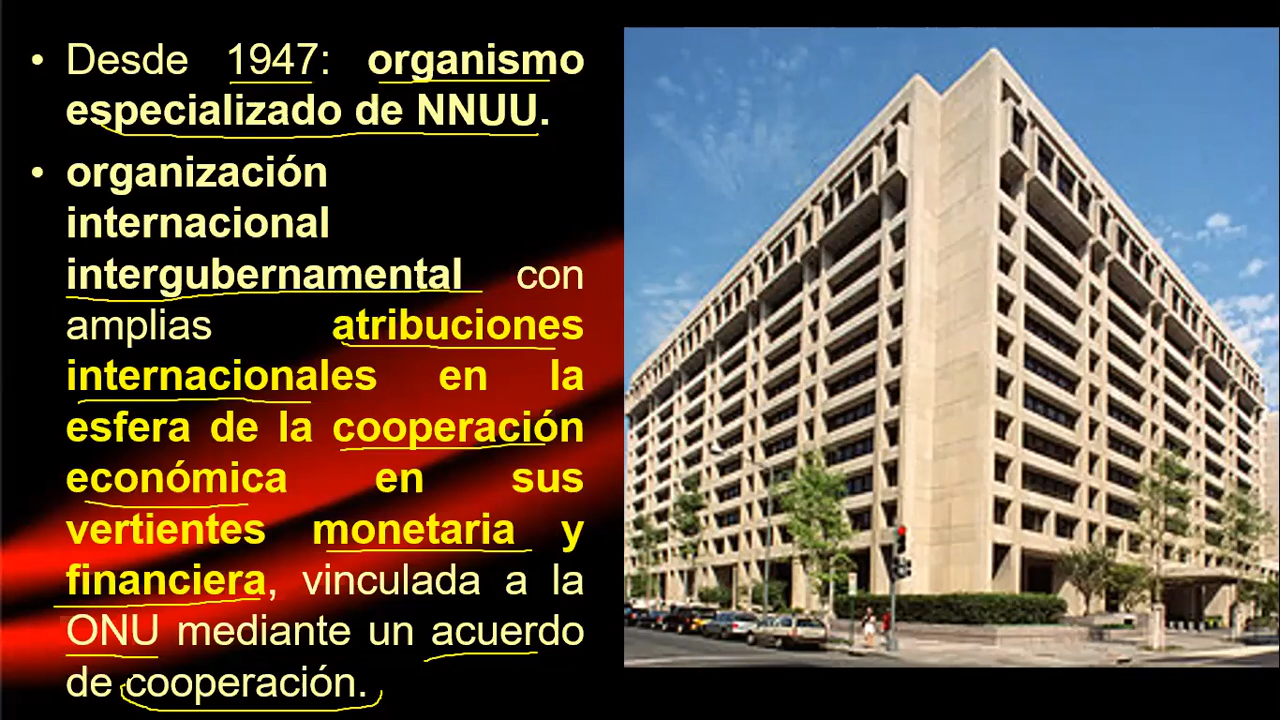 • Desde 1947: organismo
especializado de NNUU.
• organización
internacional
intergubernamental con
amplias atribuciones
internacionales en la
esfera de la cooperación
económica en sus
vertientes monetaria y
financiera, vinculada a la
ONU mediante un acuerdo
de cooperación.